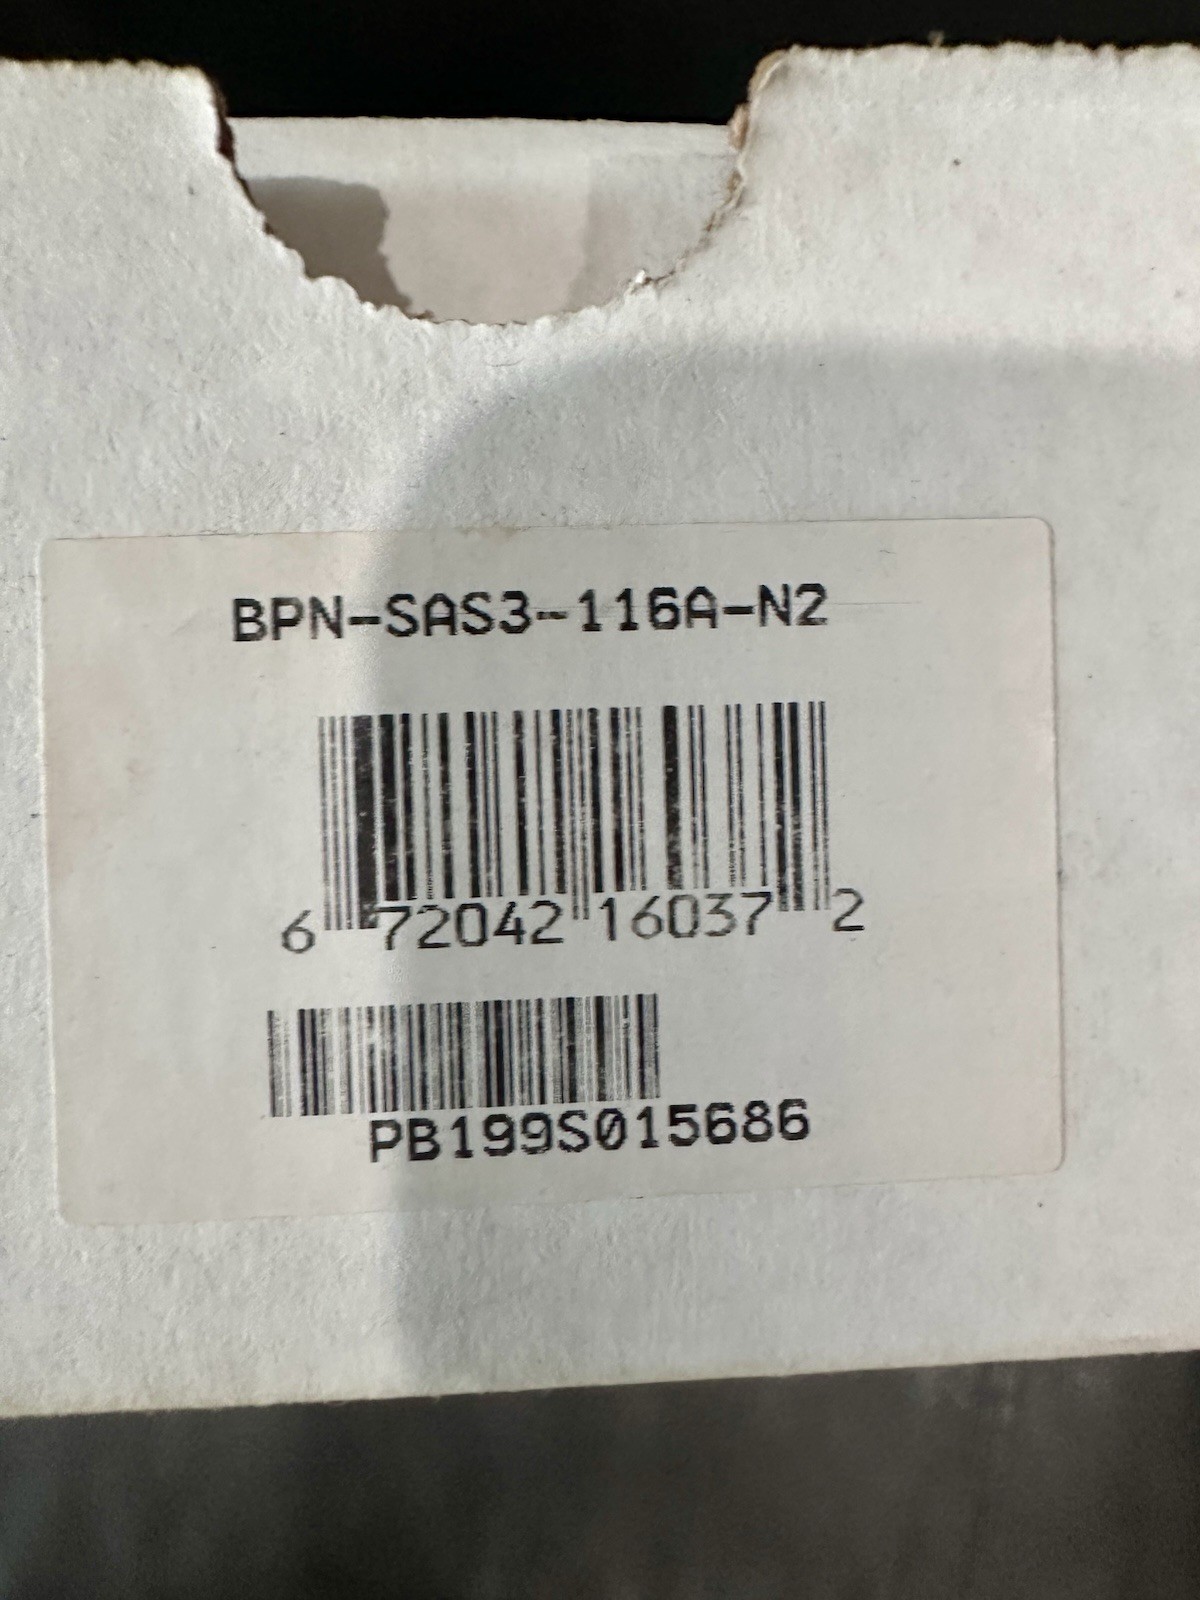 BPN-SAS3-116A-N2
6 72042 16037 2
PB199S015686